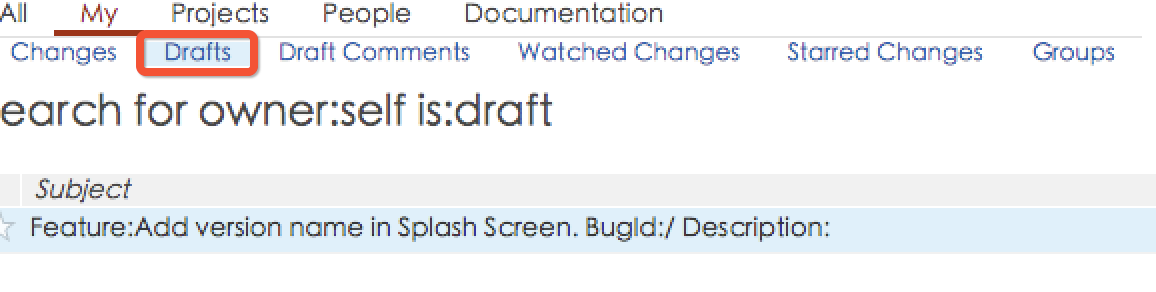 All My Projects People Documentation
Changes Drafts Draft Comments Watched Changes Starred Changes Groups
earch for owner:self is:draft
Subject
Feature:Add version name in Splash Screen. BugId:/ Description: